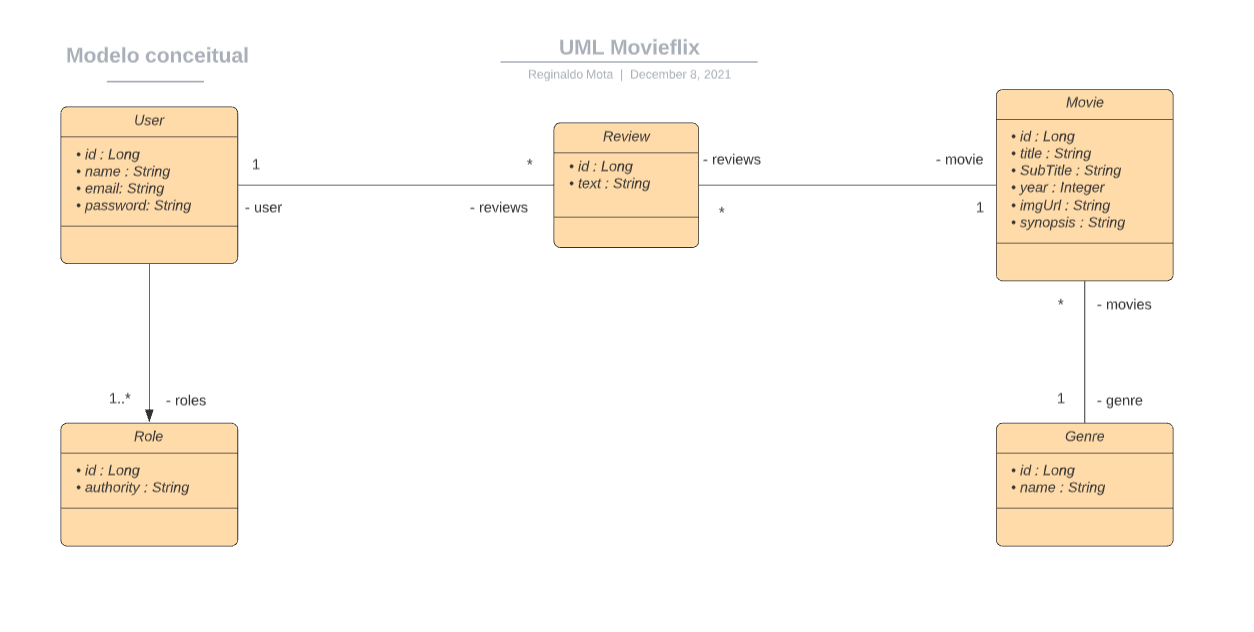 Modelo conceitual
UML Movieflix
Reginaldo Mota | December 8, 2021
User
• id : Long
• name : String
• email: String
• password: String
1
- user
*
- reviews
Review
• id : Long
• text : String
- reviews
*
- movie
1
Movie
• id : Long
• title : String
• SubTitle : String
• year : Integer
• imgUrl : String
• synopsis : String
* - movies
1..* - roles
1 - genre
Role
• id : Long
• authority : String
Genre
• id : Long
• name : String